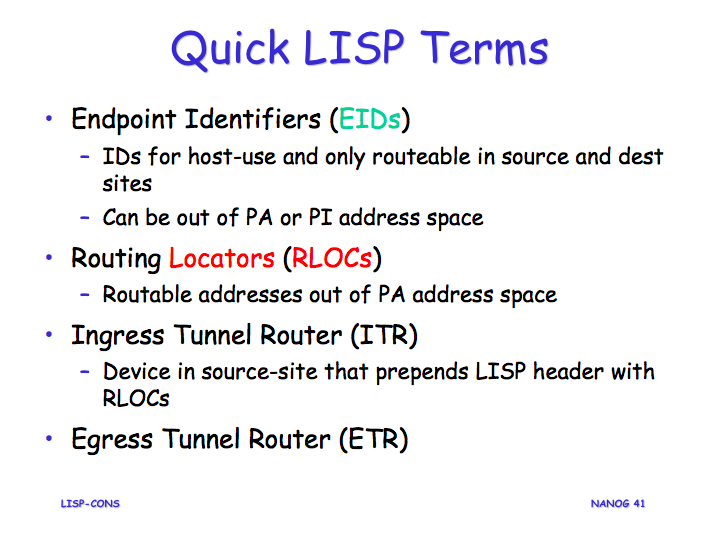 Quick LISP Terms
• Endpoint Identifiers (EIDs)
– IDs for host-use and only routeable in source and dest
sites
– Can be out of PA or PI address space
• Routing Locators (RLOCs)
– Routable addresses out of PA address space
• Ingress Tunnel Router (ITR)
– Device in source-site that prepends LISP header with
RLOCs
• Egress Tunnel Router (ETR)
LISP-CONS
NANOG 41